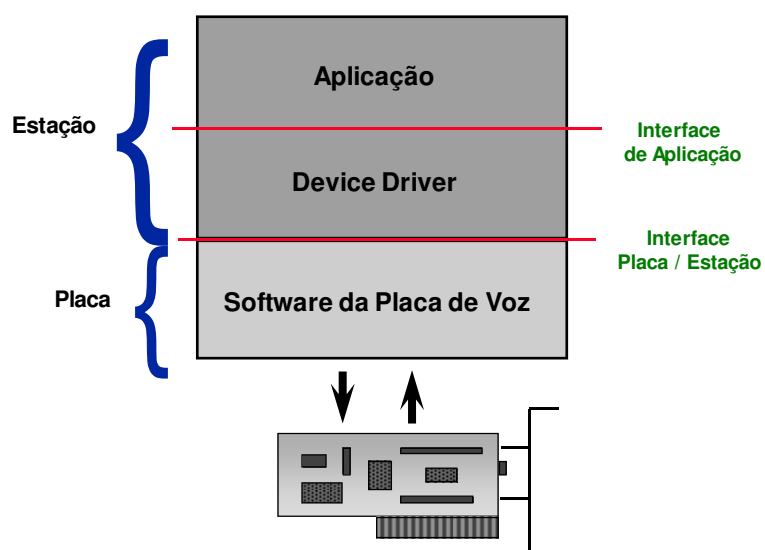 Aplicação
Estação
Interface
de Aplicação
Device Driver
Interface
Placa / Estação
Placa
Software da Placa de Voz